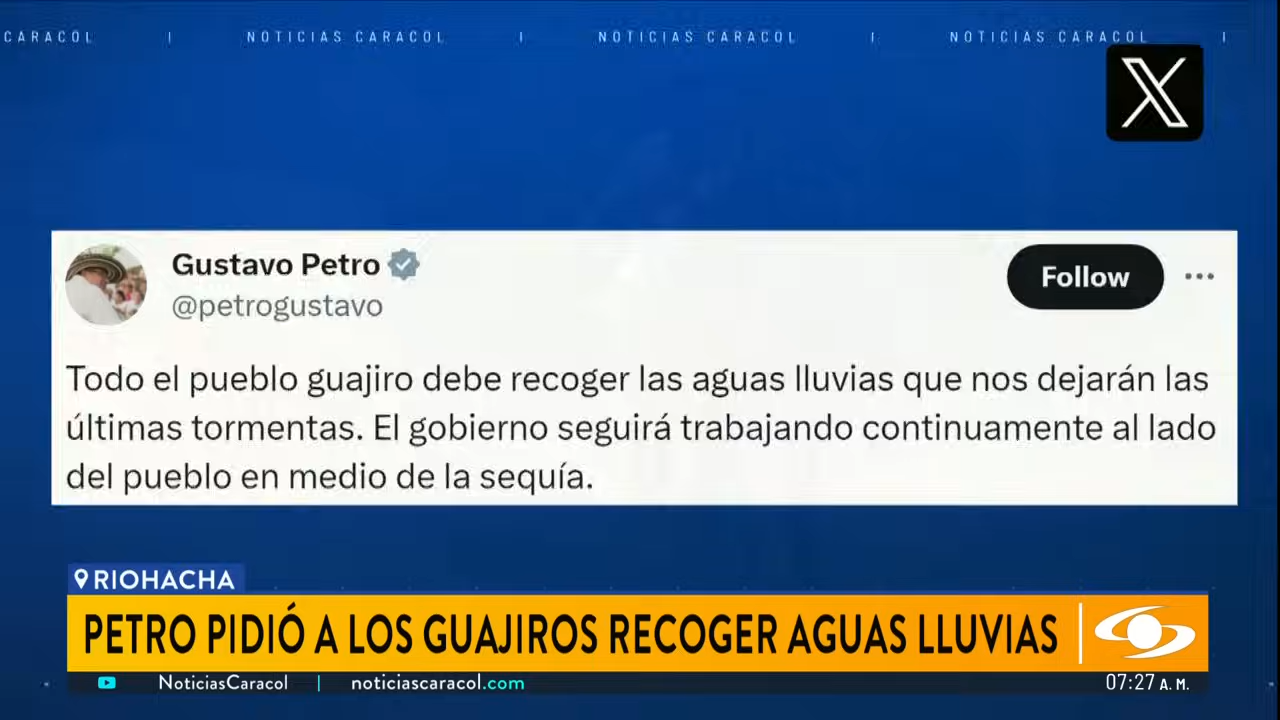 CARACOL | NOTICIAS CARACOL | NOTICIAS CARACOL | NOTICIAS CARACOL |
X
Gustavo Petro
@petrogustavo
Follow
Todo el pueblo guajiro debe recoger las aguas lluvias que nos dejarán las
últimas tormentas. El gobierno seguirá trabajando continuamente al lado
del pueblo en medio de la sequía.
RIOHACHA
PETRO PIDIÓ A LOS GUAJIROS RECOGER AGUAS LLUVIAS
NoticiasCaracol | noticiascaracol.com
07:27 A.M.